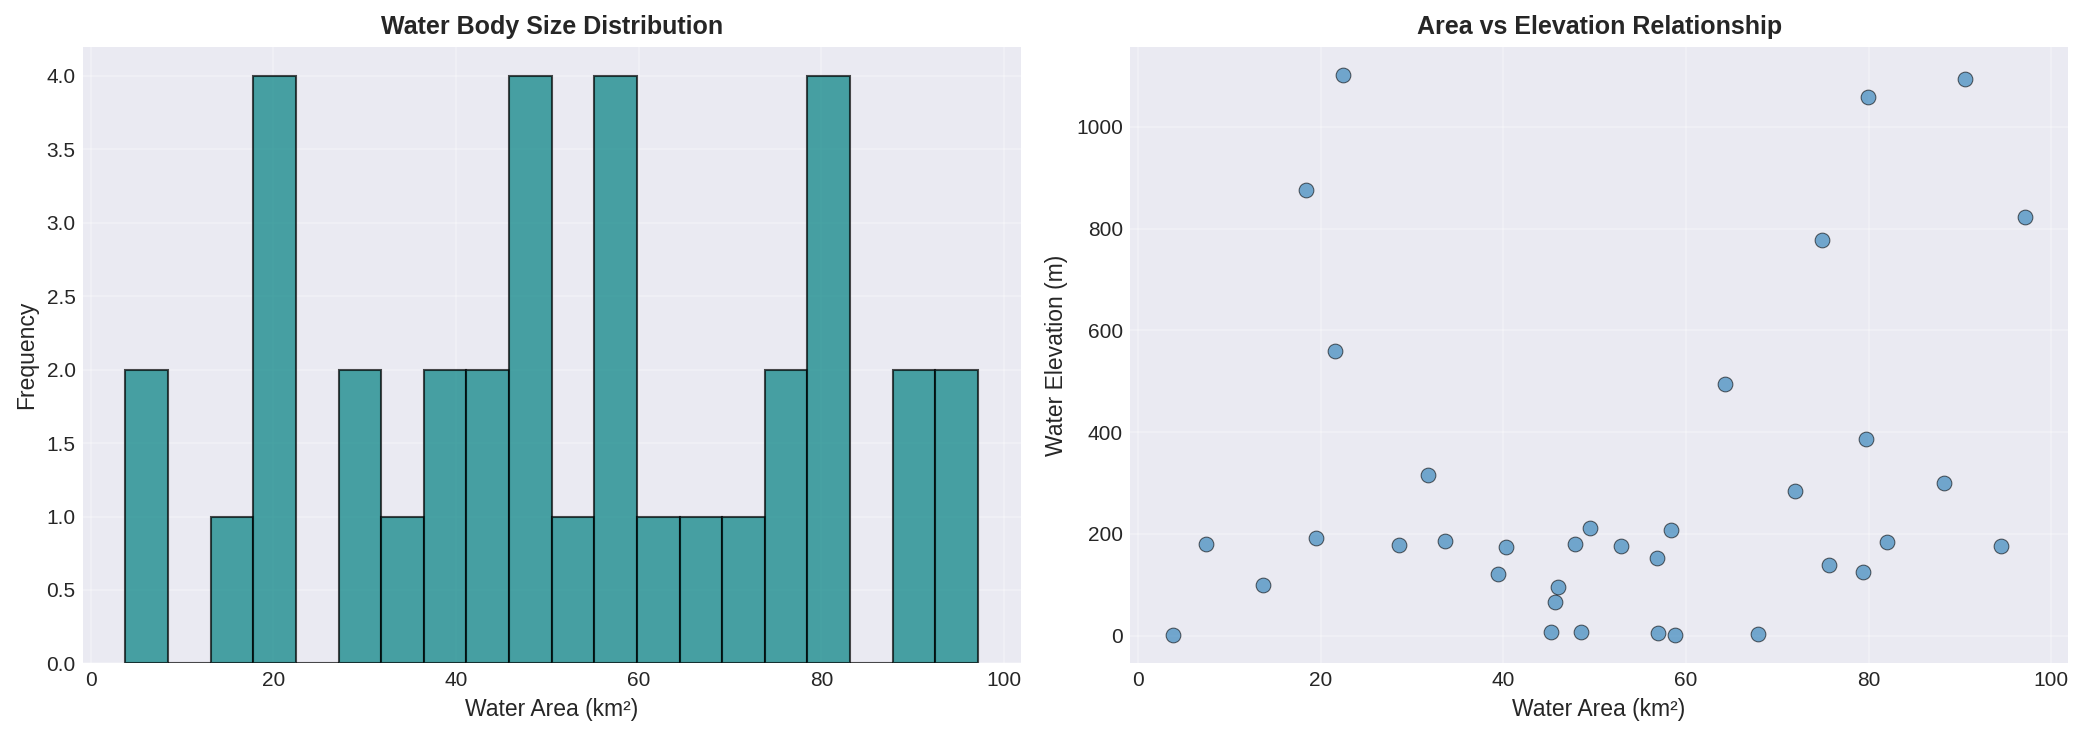 Water Body Size Distribution
4.0
3.5
3.0
2.5
2.0
1.5
1.0
0.5
0.0
Frequency
0 20 40 60 80 100
Water Area (km²)
Area vs Elevation Relationship
1000
800
600
400
200
0
Water Elevation (m)
0 20 40 60 80 100
Water Area (km²)